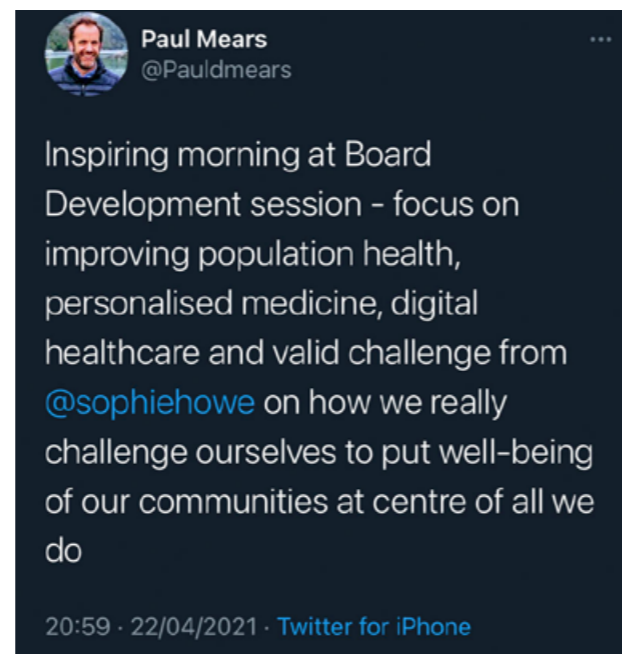 Paul Mears
@Pauldmears
Inspiring morning at Board
Development session - focus on
improving population health,
personalised medicine, digital
healthcare and valid challenge from
@sophiehowe on how we really
challenge ourselves to put well-being
of our communities at centre of all we
do
20:59 · 22/04/2021 · Twitter for iPhone